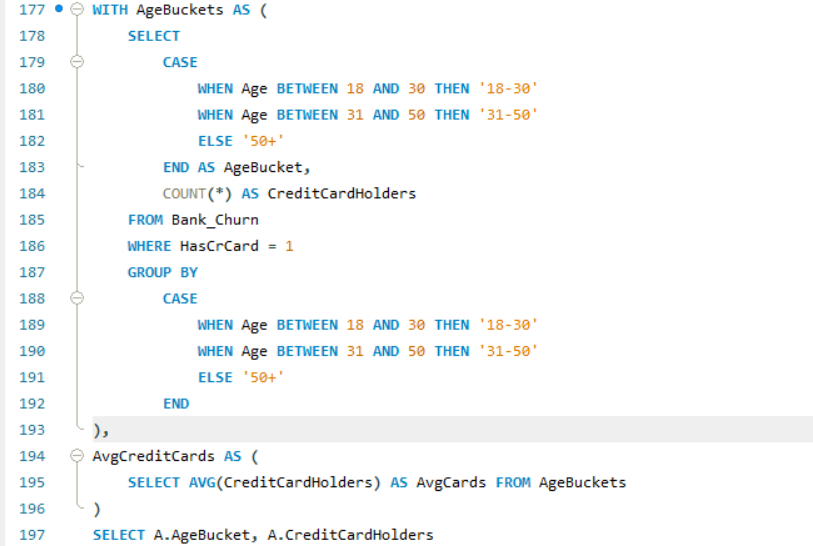 177 WITH AgeBuckets AS (
178 SELECT
179 CASE
180 WHEN Age BETWEEN 18 AND 30 THEN '18-30'
181 WHEN Age BETWEEN 31 AND 50 THEN '31-50'
182 ELSE '50+'
183 END AS AgeBucket,
184 COUNT(*) AS CreditCardHolders
185 FROM Bank_Churn
186 WHERE HasCrCard = 1
187 GROUP BY
188 CASE
189 WHEN Age BETWEEN 18 AND 30 THEN '18-30'
190 WHEN Age BETWEEN 31 AND 50 THEN '31-50'
191 ELSE '50+'
192 END
193 ),
194 AvgCreditCards AS (
195 SELECT AVG(CreditCardHolders) AS AvgCards FROM AgeBuckets
196 )
197 SELECT A.AgeBucket, A.CreditCardHolders